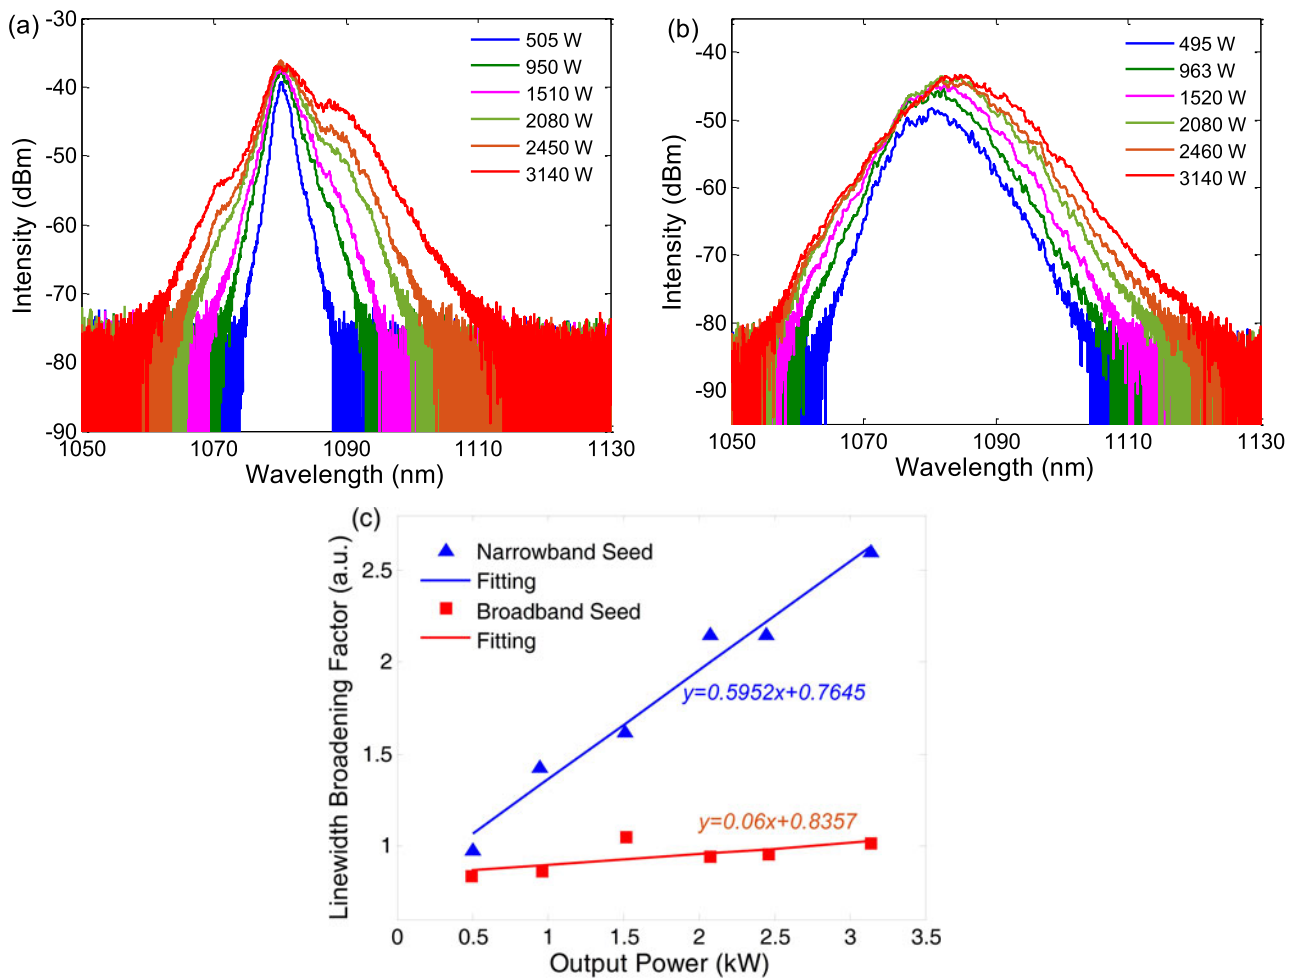 (a)
-30
-40
-50
-60
-70
-80
-90
Intensity (dBm)
505 W
950 W
1510 W
2080 W
2450 W
3140 W
1050
1070
1090
1110
1130
Wavelength (nm)
(b)
-40
-50
-60
-70
-80
-90
Intensity (dBm)
495 W
963 W
1520 W
2080 W
2460 W
3140 W
1050
1070
1090
1110
1130
Wavelength (nm)
(c)
2.5
2
1.5
1
Linewidth Broadening Factor (a.u.)
Narrowband Seed
Fitting
Broadband Seed
Fitting
y=0.5952x+0.7645
y=0.06x+0.8357
0
0.5
1
1.5
2
2.5
3
3.5
Output Power (kW)